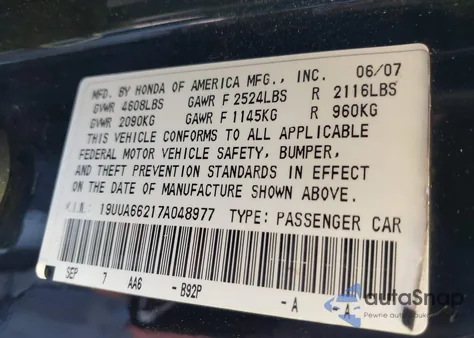 MFD. BY HONDA OF AMERICA MFG., INC. 06/07
GVWR 4608LBS GAWR F 2524LBS R 2116LBS
GVWR 2090KG GAWR F 1145KG R 960KG
THIS VEHICLE CONFORMS TO ALL APPLICABLE
FEDERAL MOTOR VEHICLE SAFETY, BUMPER,
AND THEFT PREVENTION STANDARDS IN EFFECT
ON THE DATE OF MANUFACTURE SHOWN ABOVE.
V.I.N.: 19UUA66217A048977 TYPE: PASSENGER CAR
SEP 7 AA6 -B92P -A -A
autoSnap
Pewne auto